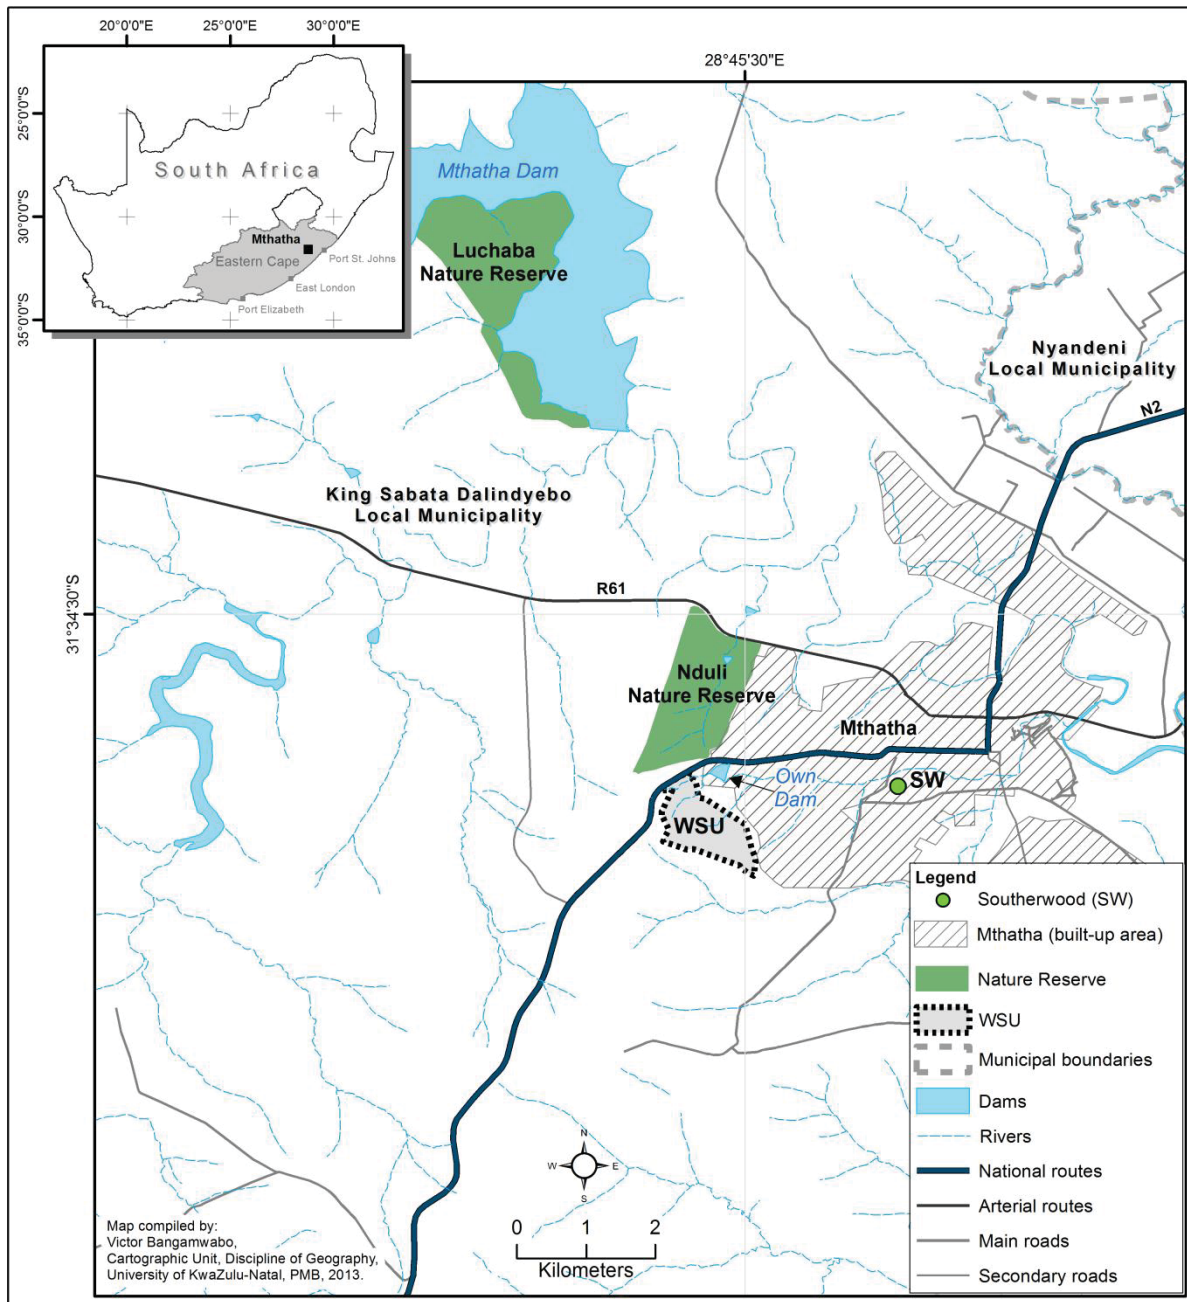 20°0'0"E
25°0'0"E
30°0'0"E
28°45'30"E
25°0'0"S
30°0'0"S
35°0'0"S
South Africa
Mthatha
Eastern Cape
Port St. Johns
East London
Port Elizabeth
Mthatha Dam
Luchaba
Nature Reserve
Nyandeni
Local Municipality
N2
King Sabata Dalindyebo
Local Municipality
31°34'30"S
R61
Nduli
Nature Reserve
Mthatha
Own
Dam
SW
WSU
Legend
Southerwood (SW)
Mthatha (built-up area)
Nature Reserve
WSU
Municipal boundaries
Dams
Rivers
National routes
Arterial routes
Main roads
Secondary roads
N
W
E
S
0 1 2
Kilometers
Map compiled by:
Victor Bangamwabo,
Cartographic Unit, Discipline of Geography,
University of KwaZulu-Natal, PMB, 2013.